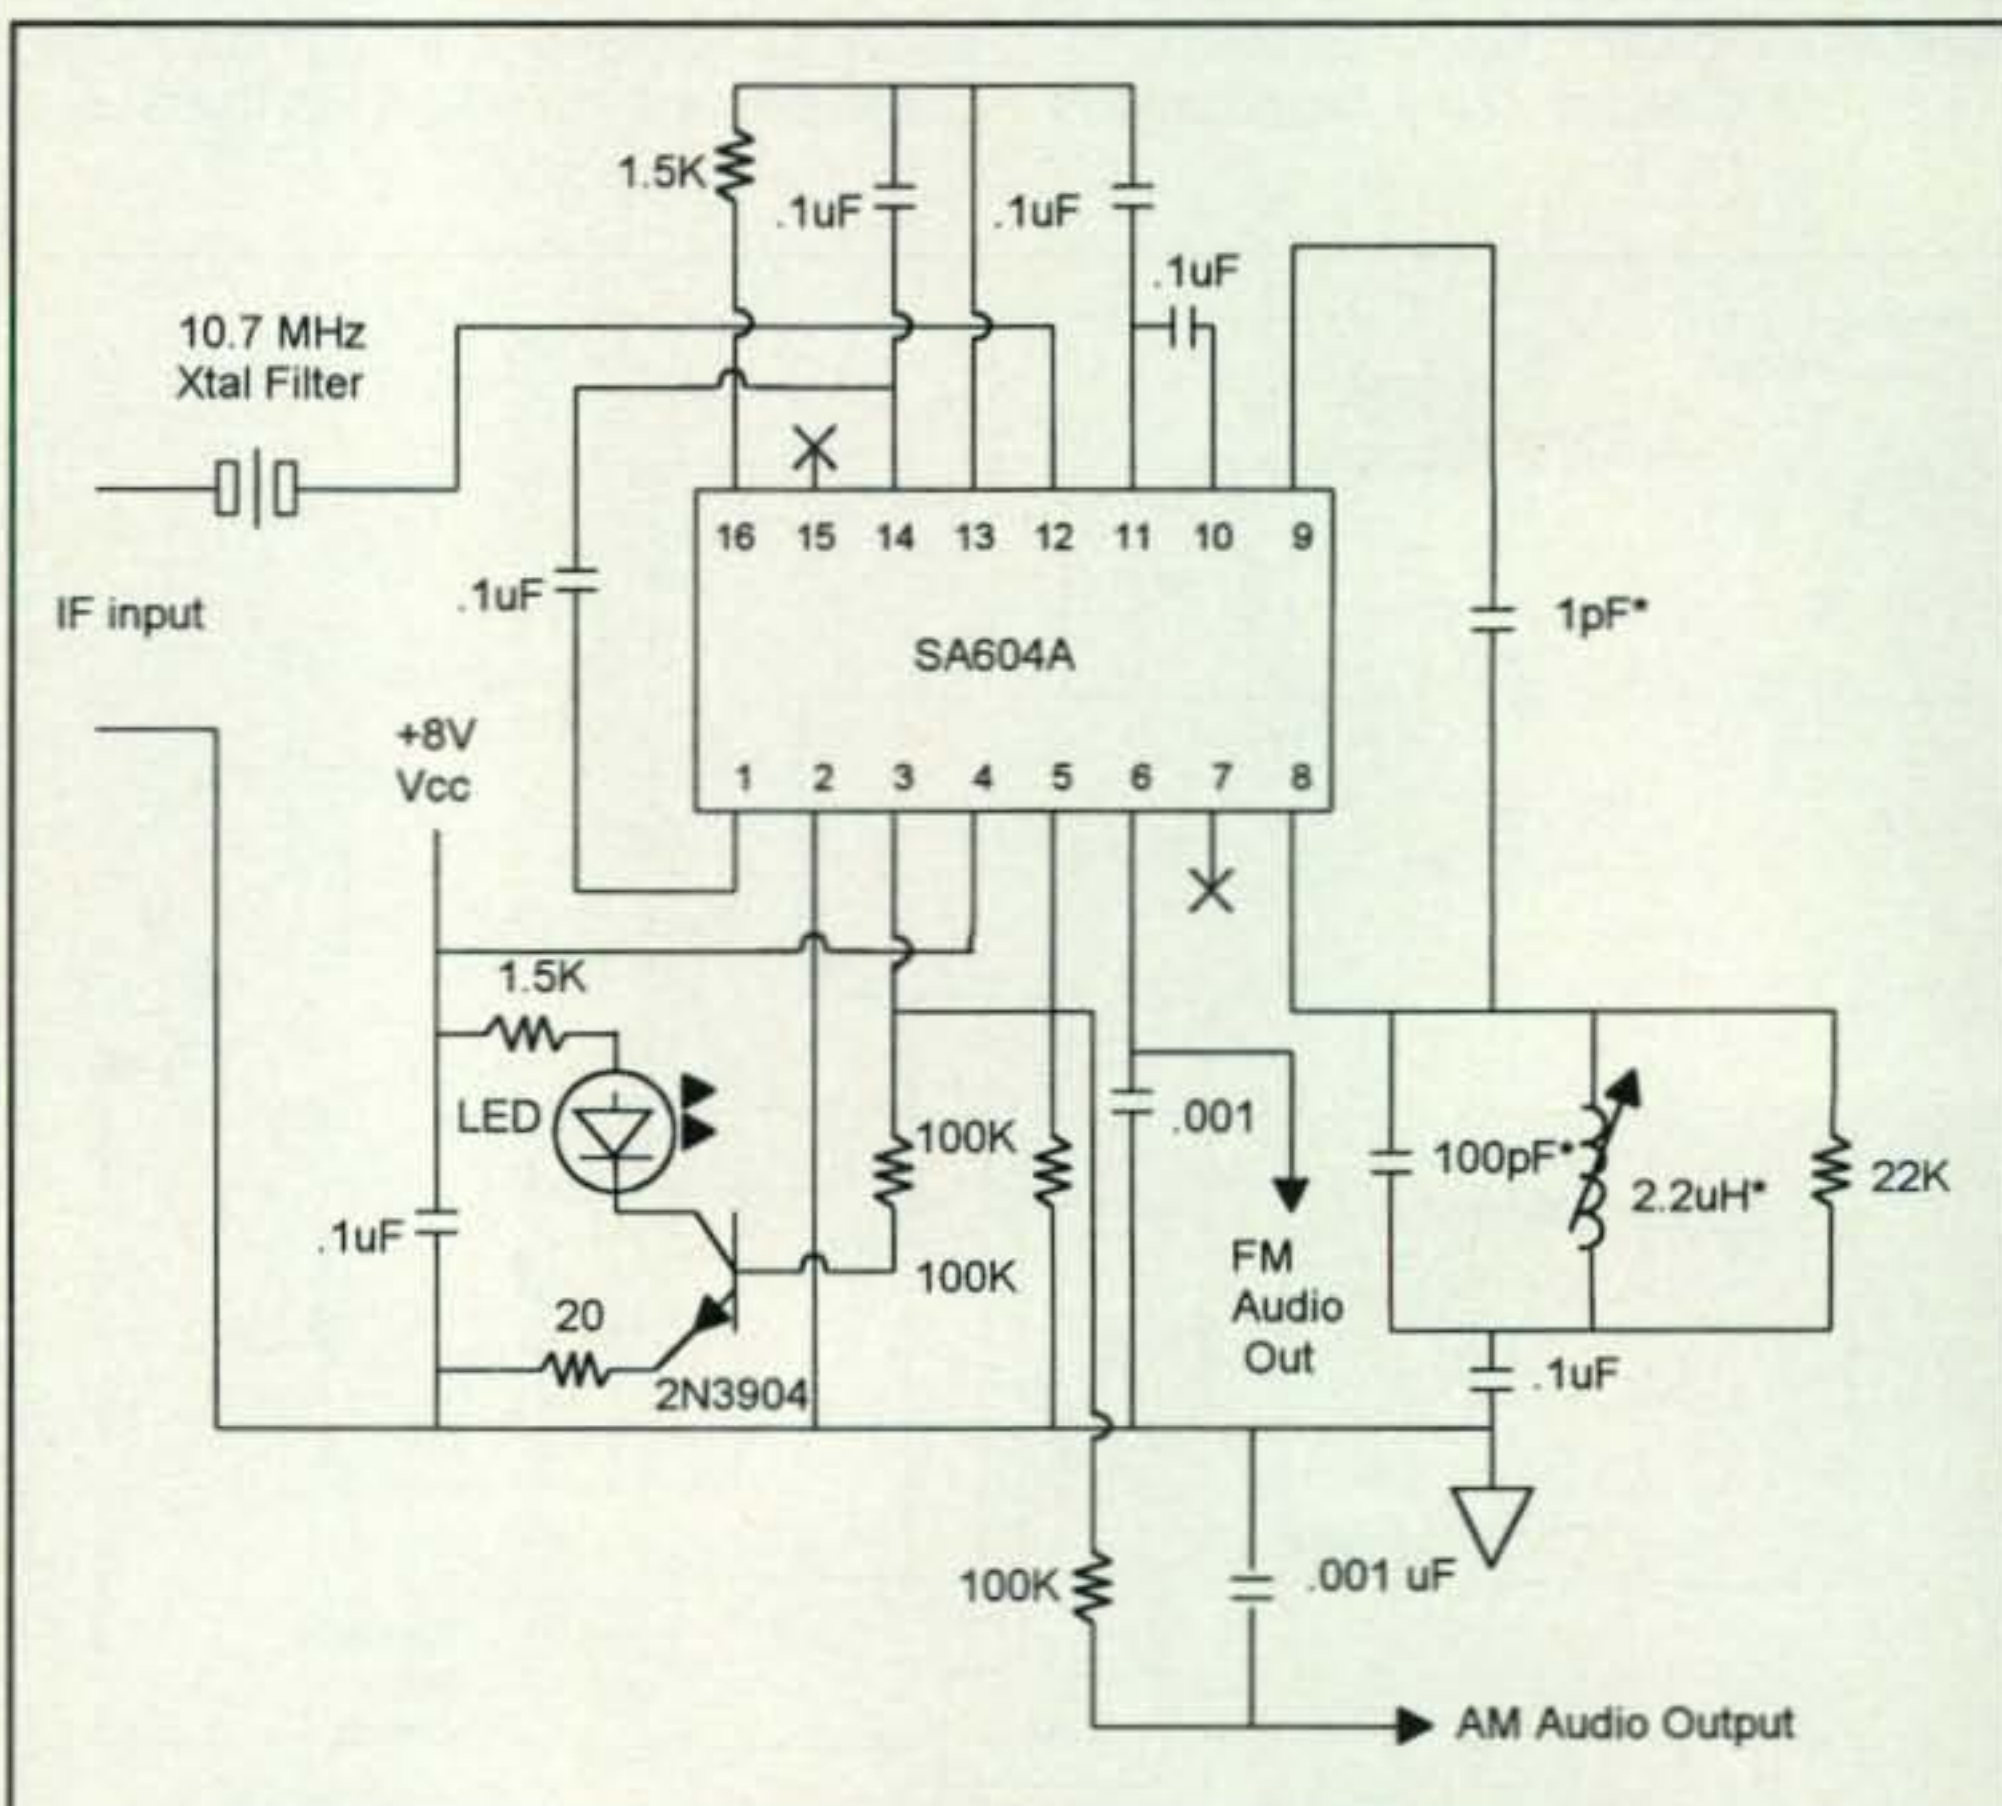 1.5K
.1uF
.1uF
.1uF
10.7 MHz
Xtal Filter
16 15 14 13 12 11 10 9
.1uF
IF input
1pF*
SA604A
+8V
Vcc
1 2 3 4 5 6 7 8
1.5K
LED
100K
.001
100pF*
2.2uH*
22K
.1uF
100K
FM
Audio
Out
20
2N3904
.1uF
100K
.001 uF
AM Audio Output